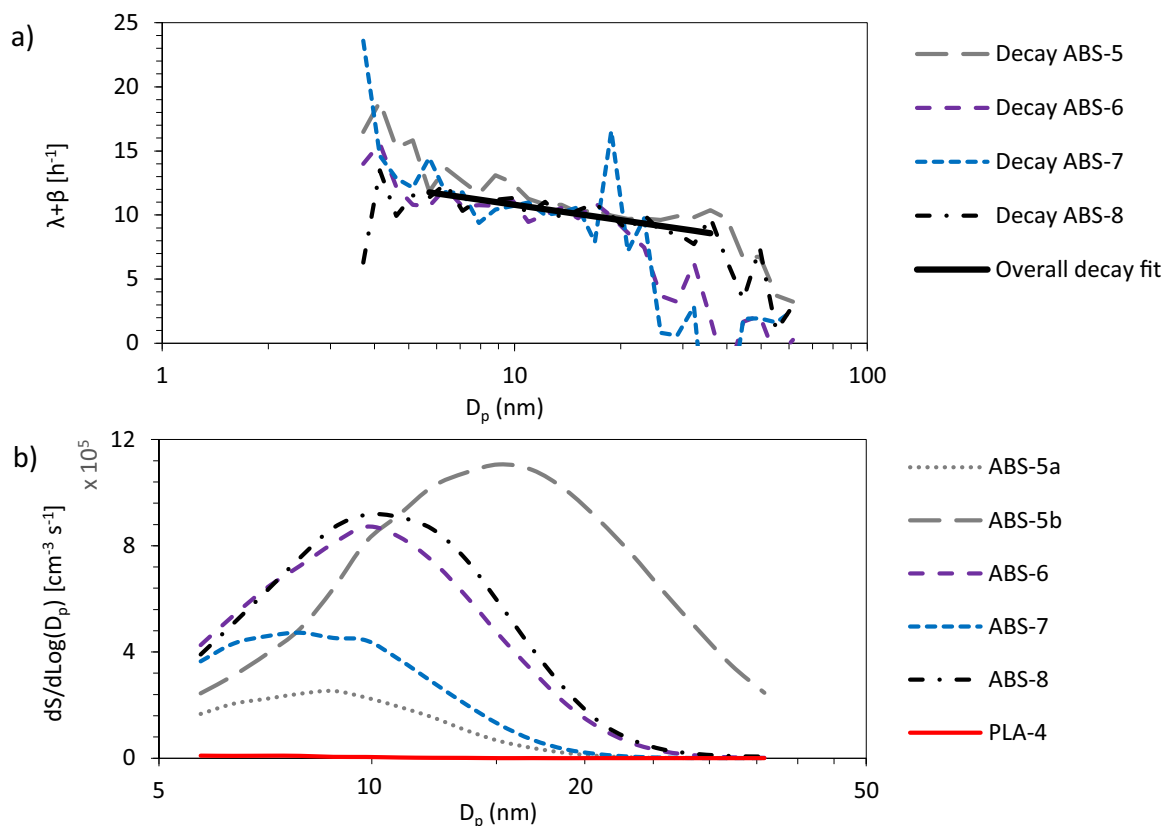 a)
λ+β [h⁻¹]
25
20
15
10
5
0
1
10
100
Dₚ (nm)
Decay ABS-5
Decay ABS-6
Decay ABS-7
Decay ABS-8
Overall decay fit
b)
x 10⁵
dS/dLog(Dₚ) [cm⁻³ s⁻¹]
12
8
4
0
5
10
20
50
Dₚ (nm)
ABS-5a
ABS-5b
ABS-6
ABS-7
ABS-8
PLA-4